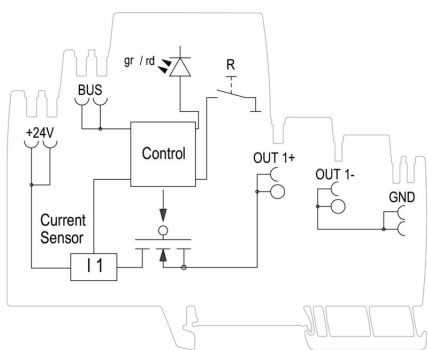 gr / rd
R
BUS
+24V
Control
OUT 1+
OUT 1-
GND
Current
Sensor
I 1